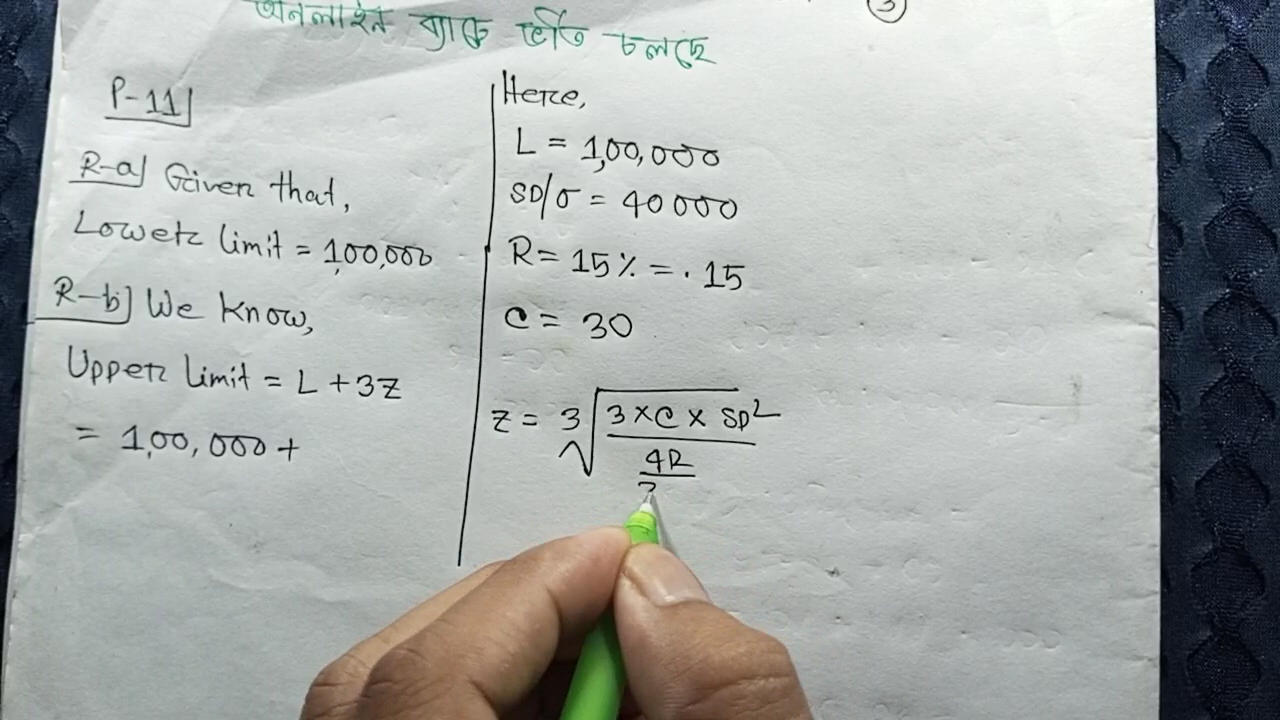 অনলাইন ব্যাচে ভর্তি চলছে
3
P-11
R-a) Given that,
Lower limit = 1,00,000
R-b) We know,
Upper limit = L + 3Z
= 1,00,000 +
Here,
L = 1,00,000
SD/σ = 40000
R = 15% = .15
C = 30
Z = ³√(3 × C × SD² / (4R / 3